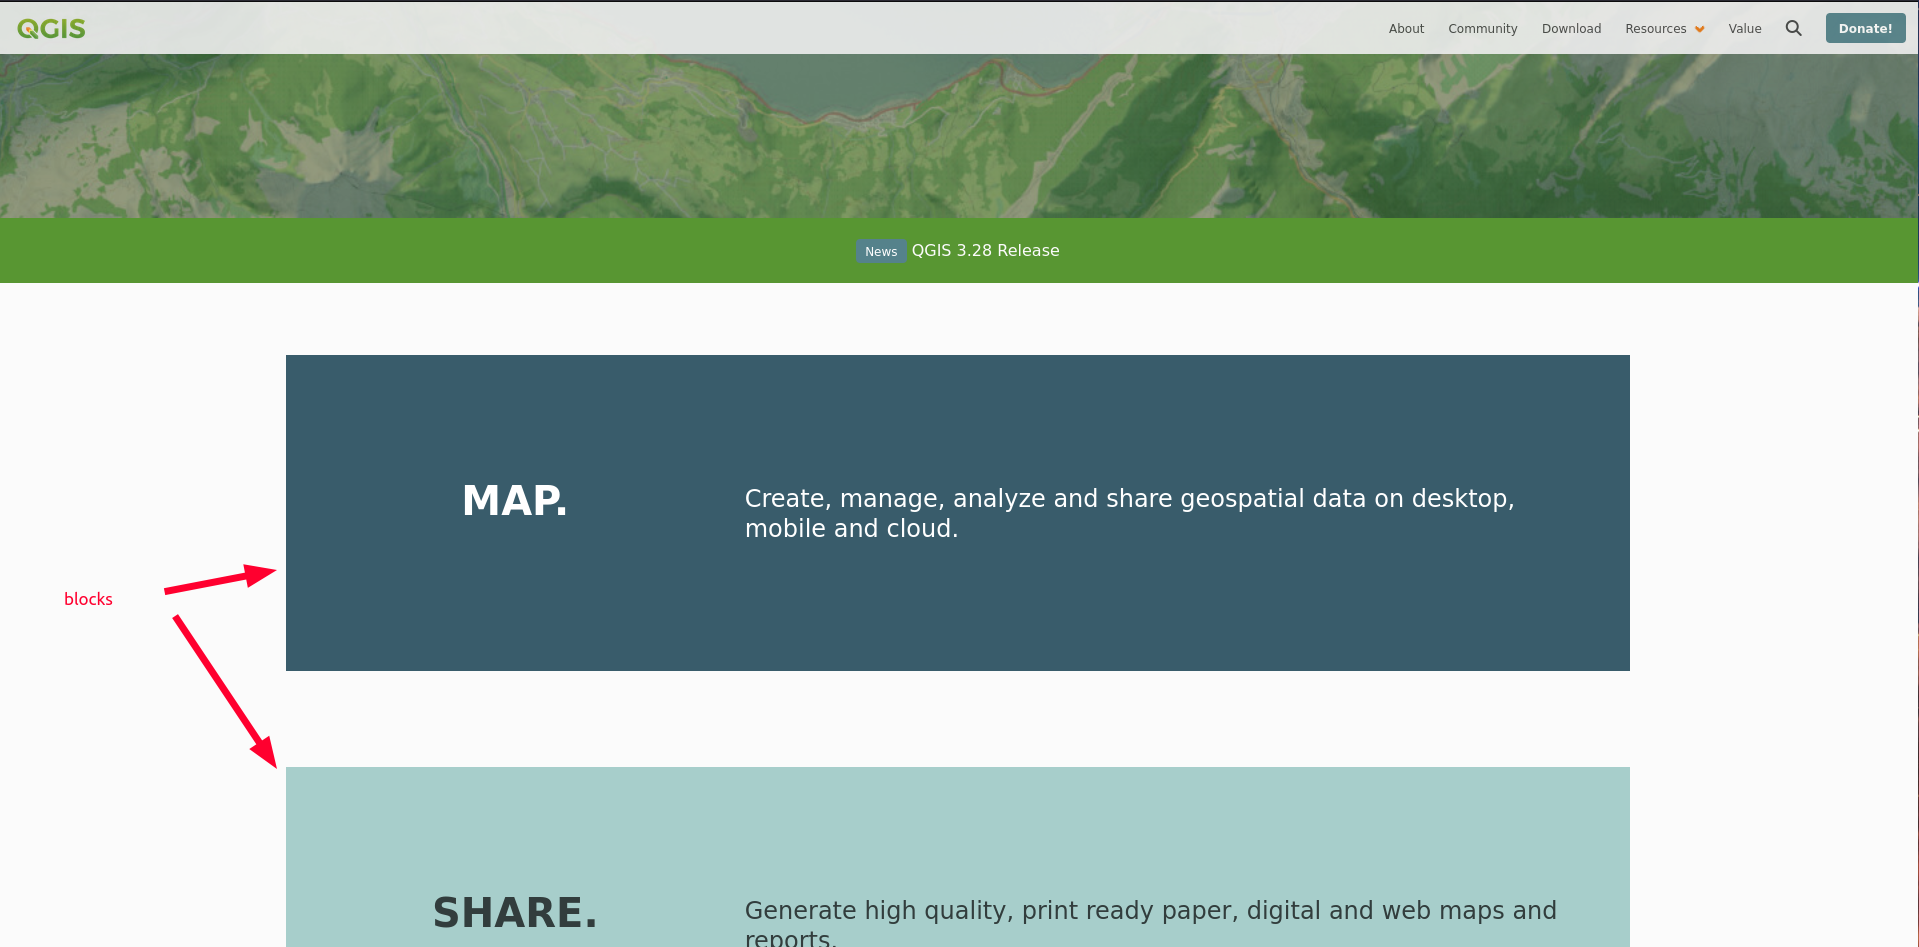 QGIS
About
Community
Download
Resources
Value
Donate!
News QGIS 3.28 Release
MAP.
Create, manage, analyze and share geospatial data on desktop,
mobile and cloud.
blocks
SHARE.
Generate high quality, print ready paper, digital and web maps and
reports.